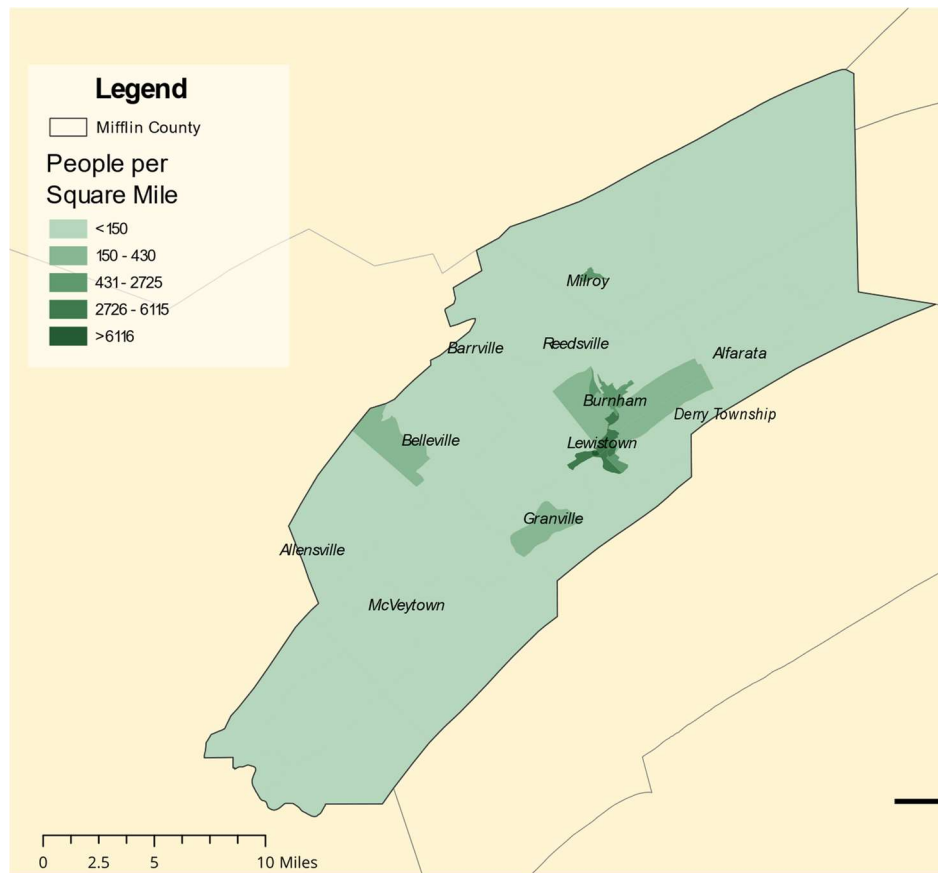 Legend
Mifflin County
People per
Square Mile
<150
150 - 430
431 - 2725
2726 - 6115
>6116
Milroy
Reedsville
Barrville
Alfarata
Burnham
Derry Township
Belleville
Lewistown
Granville
Allensville
McVeytown
0 2.5 5 10 Miles